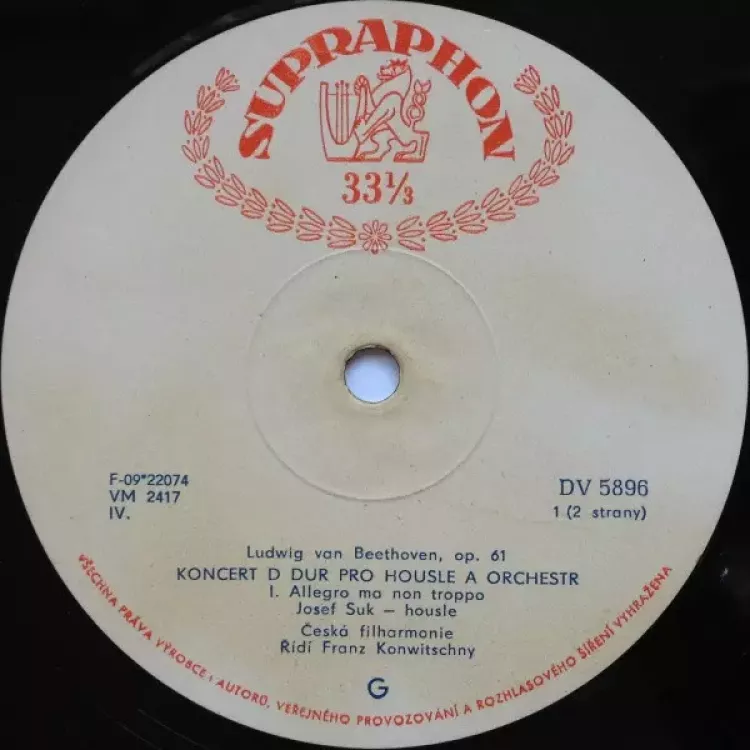 SUPRAPHON
33⅓
F-09*22074
VM 2417
IV.
DV 5896
1 (2 strany)
Ludwig van Beethoven, op. 61
KONCERT D DUR PRO HOUSLE A ORCHESTR
I. Allegro ma non troppo
Josef Suk – housle
Česká filharmonie
Řídí Franz Konwitschny
G
VŠECHNA PRÁVA VÝROBCE I AUTORŮ, VEŘEJNÉHO PROVOZOVÁNÍ A ROZHLASOVÉHO ŠÍŘENÍ VYHRAŽENA